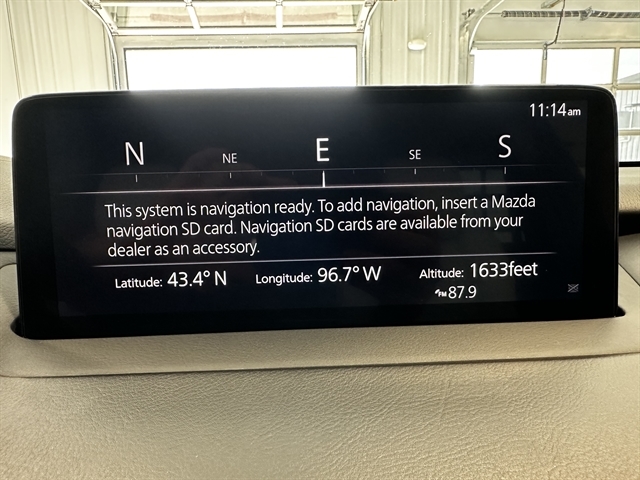 11:14am
N NE E SE S
This system is navigation ready. To add navigation, insert a Mazda
navigation SD card. Navigation SD cards are available from your
dealer as an accessory.
Latitude: 43.4° N Longitude: 96.7° W Altitude: 1633feet
FM 87.9